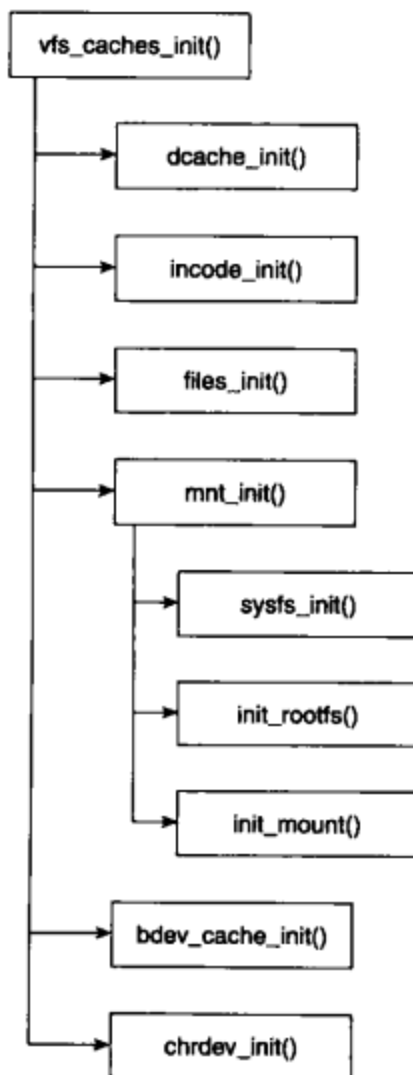 vfs_caches_init()
dcache_init()
incode_init()
files_init()
mnt_init()
sysfs_init()
init_rootfs()
init_mount()
bdev_cache_init()
chrdev_init()